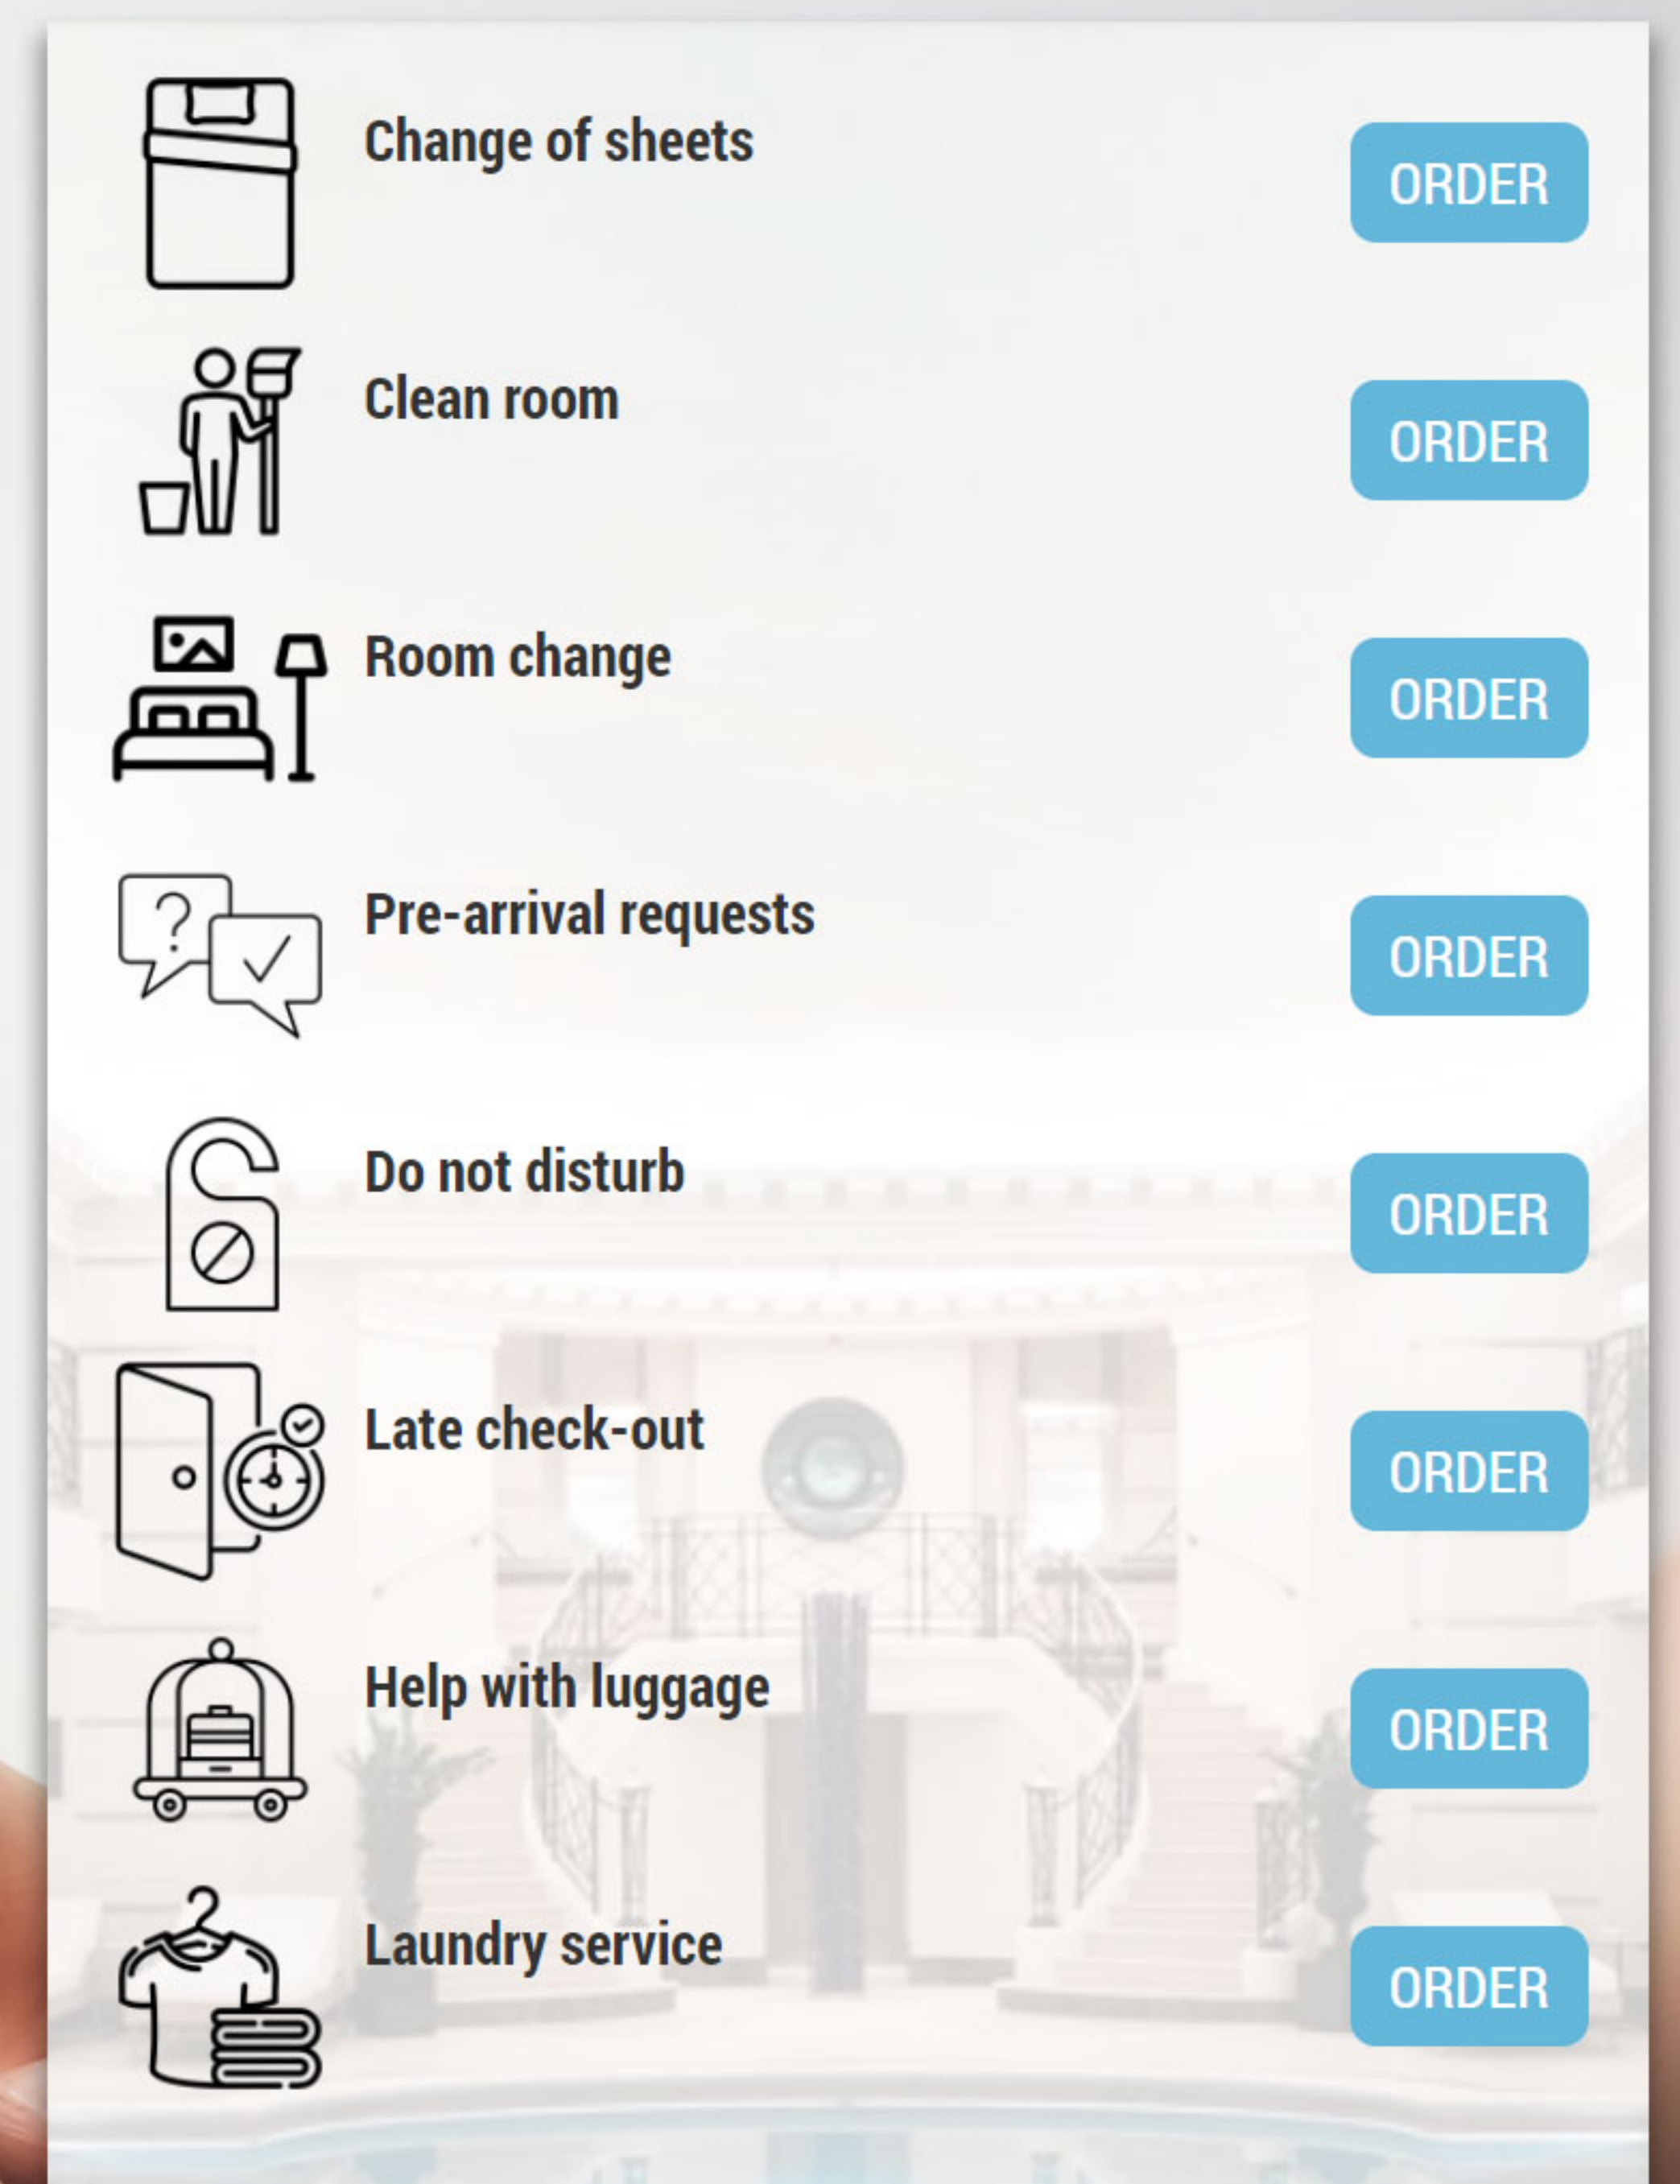 Change of sheets
ORDER
Clean room
ORDER
Room change
ORDER
Pre-arrival requests
ORDER
Do not disturb
ORDER
Late check-out
ORDER
Help with luggage
ORDER
Laundry service
ORDER